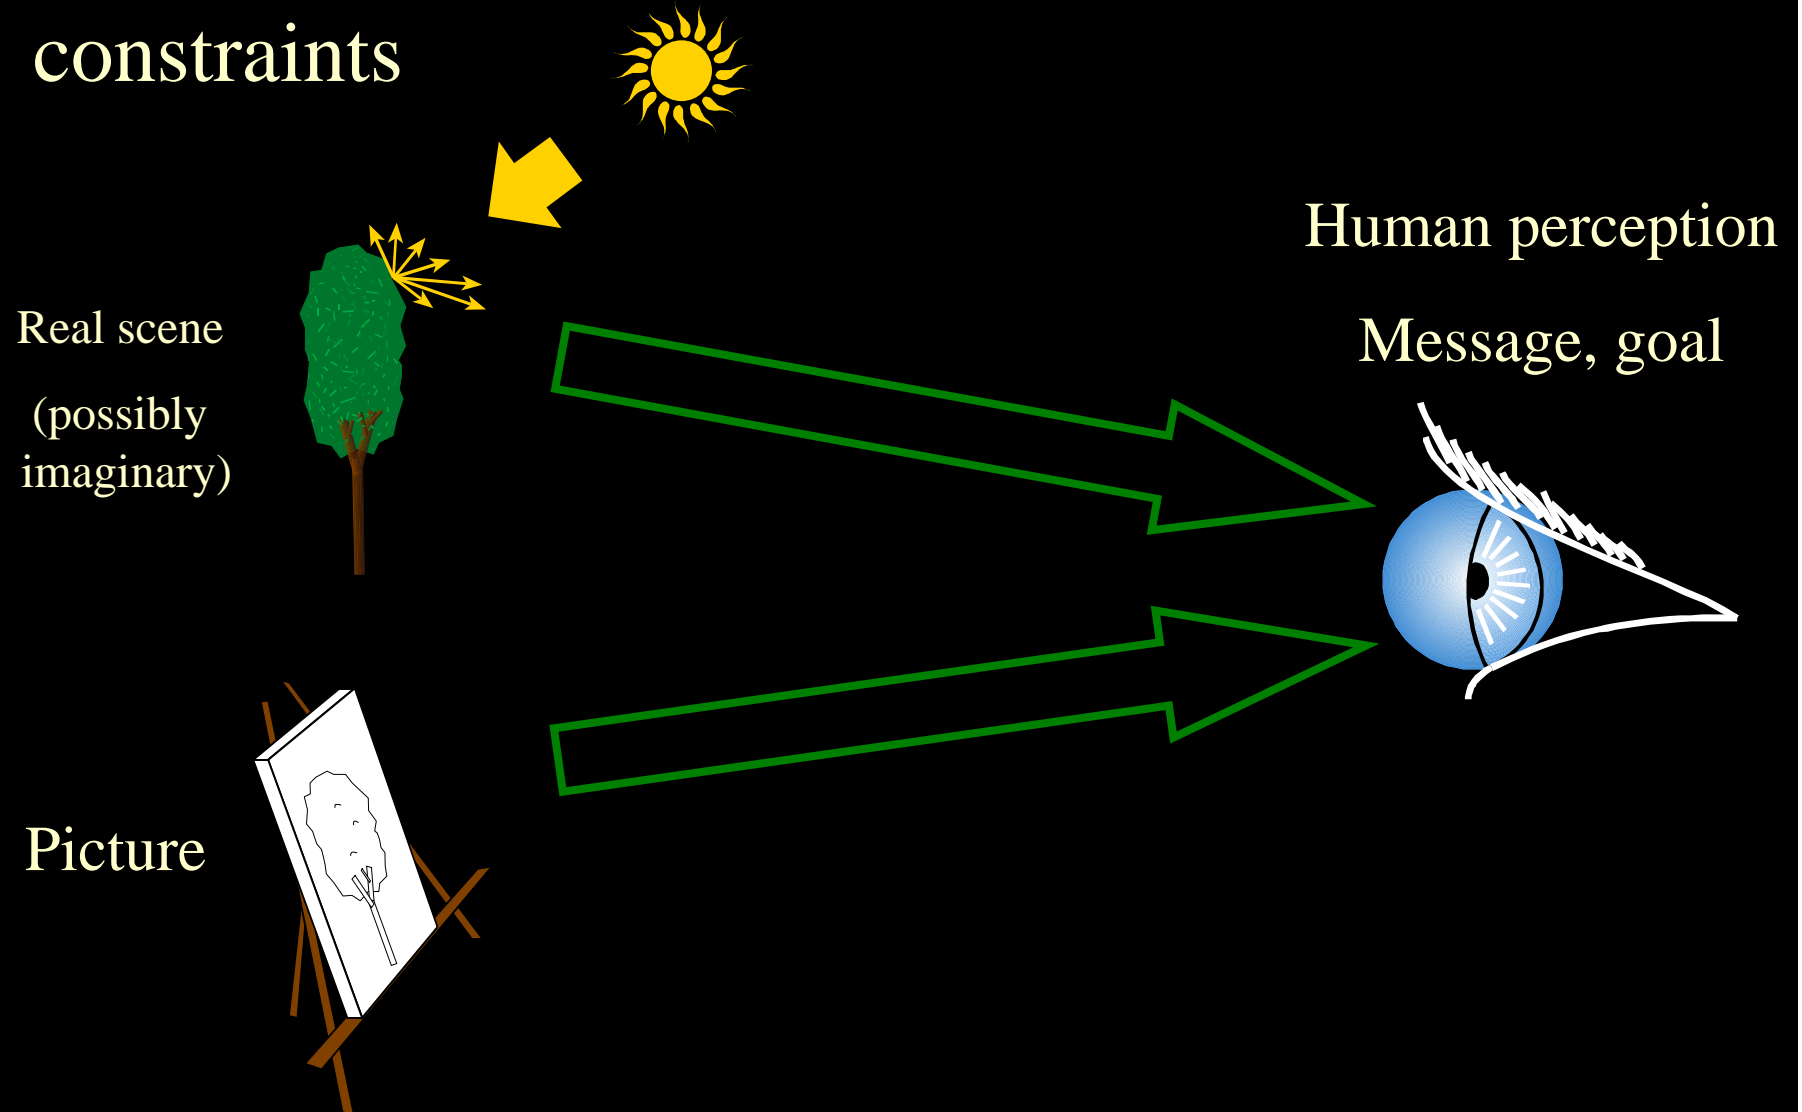 constraints
Human perception
Message, goal
Real scene
(possibly
imaginary)
Picture